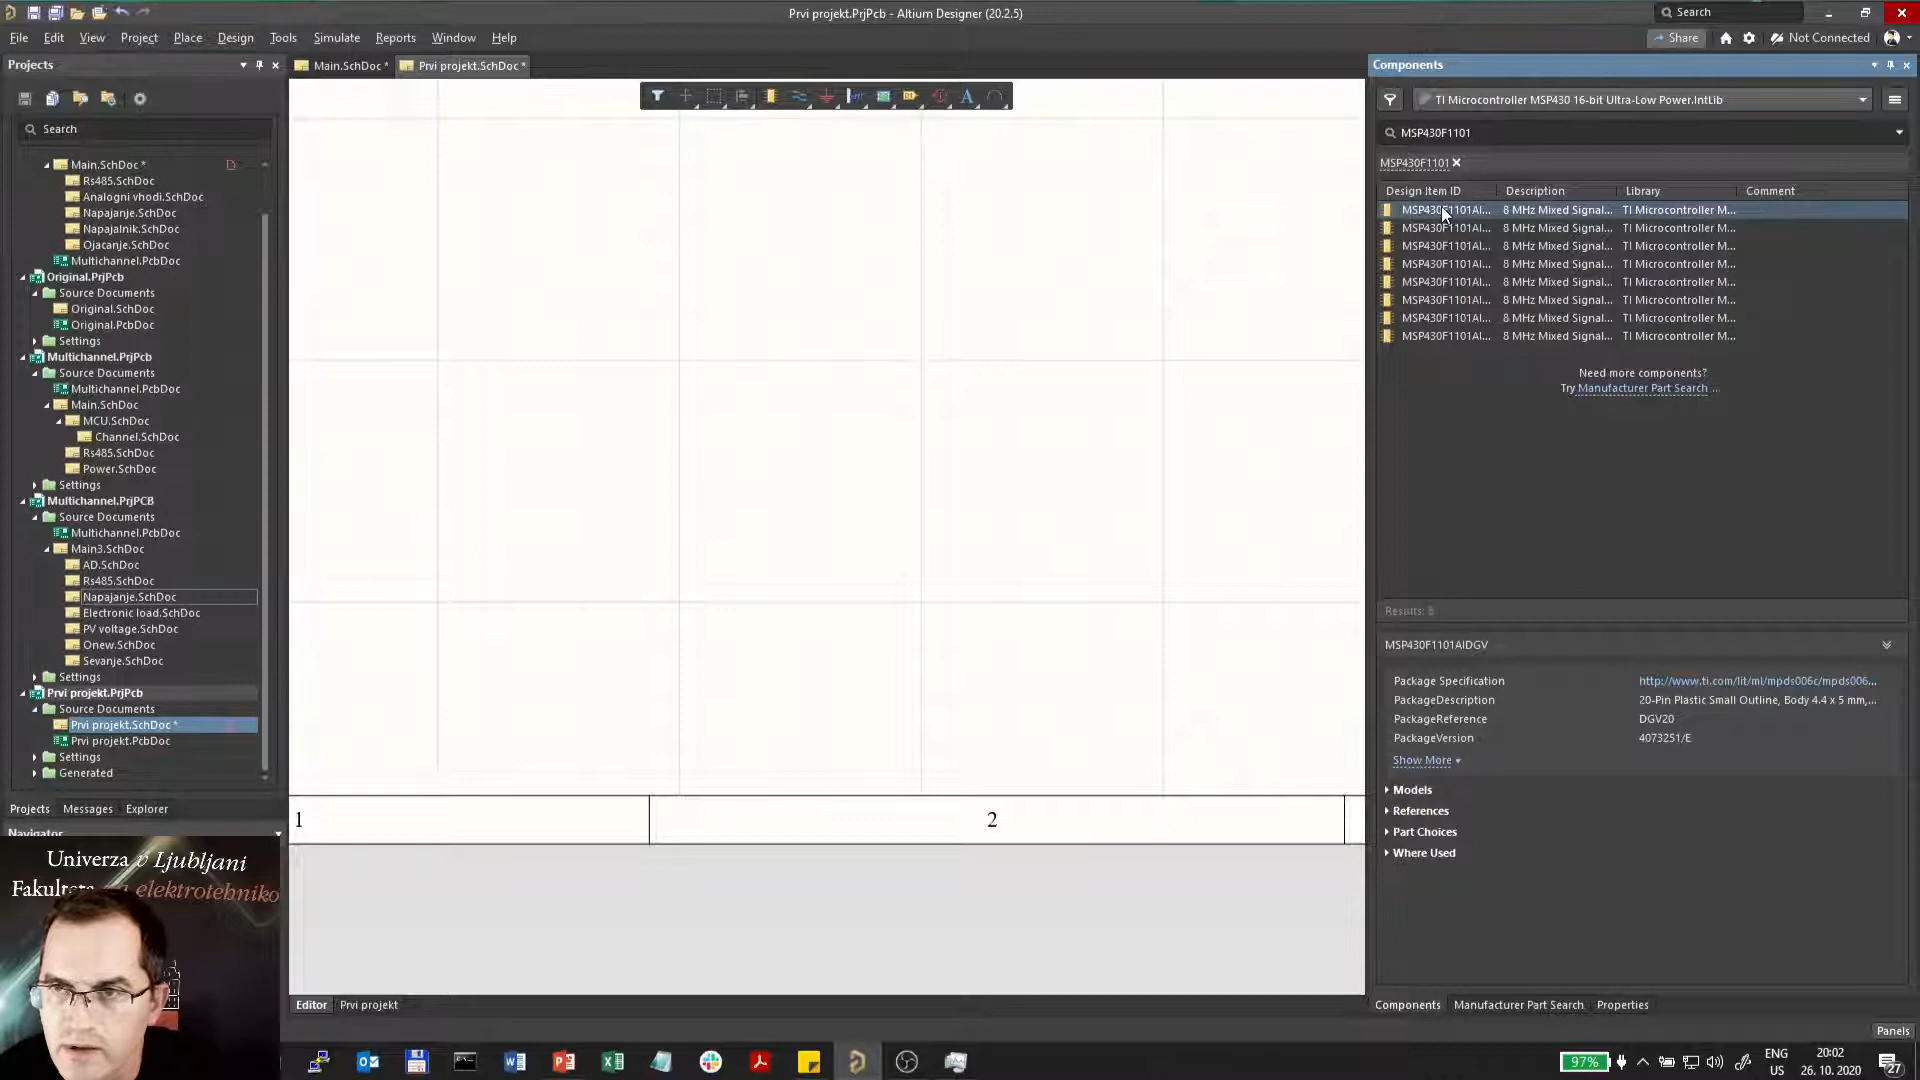 Prvi projekt.PrjPcb - Altium Designer (20.2.5)
Search
File Edit View Project Place Design Tools Simulate Reports Window Help
Share
Not Connected
Projects
Main.SchDoc *
Prvi projekt.SchDoc *
Components
TI Microcontroller MSP430 16-bit Ultra-Low Power.IntLib
Search
MSP430F1101
MSP430F1101
Design Item ID Description Library Comment
MSP430F1101AI... 8 MHz Mixed Signal... TI Microcontroller M...
MSP430F1101AI... 8 MHz Mixed Signal... TI Microcontroller M...
MSP430F1101AI... 8 MHz Mixed Signal... TI Microcontroller M...
MSP430F1101AI... 8 MHz Mixed Signal... TI Microcontroller M...
MSP430F1101AI... 8 MHz Mixed Signal... TI Microcontroller M...
MSP430F1101AI... 8 MHz Mixed Signal... TI Microcontroller M...
MSP430F1101AI... 8 MHz Mixed Signal... TI Microcontroller M...
MSP430F1101AI... 8 MHz Mixed Signal... TI Microcontroller M...
Need more components?
Try Manufacturer Part Search ...
Main.SchDoc *
Rs485.SchDoc
Analogni vhodi.SchDoc
Napajanje.SchDoc
Napajalnik.SchDoc
Ojacanje.SchDoc
Multichannel.PcbDoc
Original.PrjPcb
Source Documents
Original.SchDoc
Original.PcbDoc
Settings
Multichannel.PrjPcb
Source Documents
Multichannel.PcbDoc
Main.SchDoc
MCU.SchDoc
Channel.SchDoc
Rs485.SchDoc
Power.SchDoc
Settings
Multichannel.PrjPCB
Source Documents
Multichannel.PcbDoc
Main3.SchDoc
AD.SchDoc
Rs485.SchDoc
Napajanje.SchDoc
Electronic load.SchDoc
PV voltage.SchDoc
Onew.SchDoc
Sevanje.SchDoc
Settings
Prvi projekt.PrjPcb
Source Documents
Prvi projekt.SchDoc *
Prvi projekt.PcbDoc
Settings
Generated
Results: 8
MSP430F1101AIDGV
Package Specification http://www.ti.com/lit/ml/mpds006c/mpds006...
PackageDescription 20-Pin Plastic Small Outline, Body 4.4 x 5 mm,...
PackageReference DGV20
PackageVersion 4073251/E
Show More
Models
References
Part Choices
Where Used
Projects Messages Explorer
Navigator
1
2
Univerza v Ljubljani
Fakulteta za elektrotehniko
Editor Prvi projekt
Components Manufacturer Part Search Properties
Panels
97%
ENG
US
20:02
26. 10. 2020
27